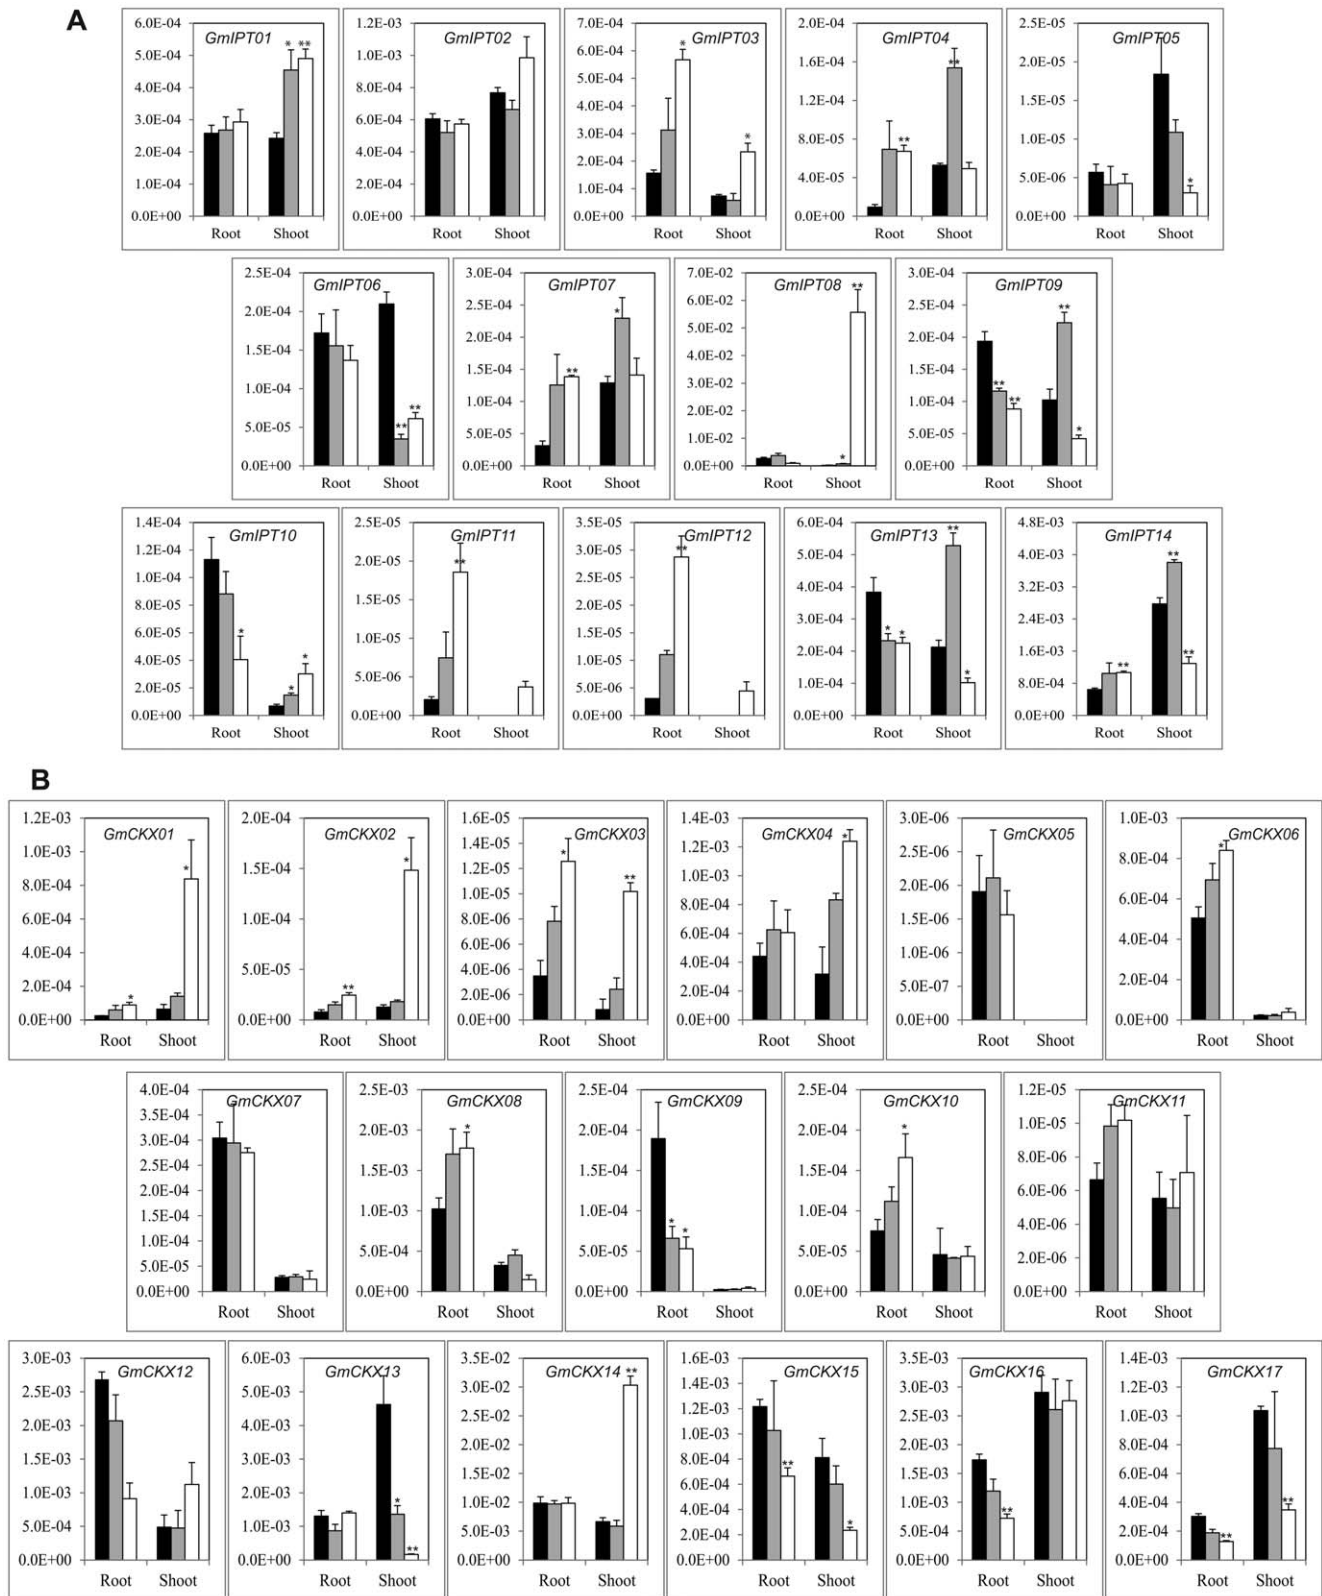 A
GmIPT01
6.0E-04
5.0E-04
4.0E-04
3.0E-04
2.0E-04
1.0E-04
0.0E+00
* **
Root Shoot
GmIPT02
1.2E-03
1.0E-03
8.0E-04
6.0E-04
4.0E-04
2.0E-04
0.0E+00
Root Shoot
GmIPT03
7.0E-04
6.0E-04
5.0E-04
4.0E-04
3.0E-04
2.0E-04
1.0E-04
0.0E+00
* *
Root Shoot
GmIPT04
2.0E-04
1.6E-04
1.2E-04
8.0E-05
4.0E-05
0.0E+00
** **
Root Shoot
GmIPT05
2.5E-05
2.0E-05
1.5E-05
1.0E-05
5.0E-06
0.0E+00
*
Root Shoot
GmIPT06
2.5E-04
2.0E-04
1.5E-04
1.0E-04
5.0E-05
0.0E+00
** **
Root Shoot
GmIPT07
3.0E-04
2.5E-04
2.0E-04
1.5E-04
1.0E-04
5.0E-05
0.0E+00
** *
Root Shoot
GmIPT08
7.0E-02
6.0E-02
5.0E-02
4.0E-02
3.0E-02
2.0E-02
1.0E-02
0.0E+00
* **
Root Shoot
GmIPT09
3.0E-04
2.5E-04
2.0E-04
1.5E-04
1.0E-04
5.0E-05
0.0E+00
** ** ** *
Root Shoot
GmIPT10
1.4E-04
1.2E-04
1.0E-04
8.0E-05
6.0E-05
4.0E-05
2.0E-05
0.0E+00
* * *
Root Shoot
GmIPT11
2.5E-05
2.0E-05
1.5E-05
1.0E-05
5.0E-06
0.0E+00
**
Root Shoot
GmIPT12
3.5E-05
3.0E-05
2.5E-05
2.0E-05
1.5E-05
1.0E-05
5.0E-06
0.0E+00
**
Root Shoot
GmIPT13
6.0E-04
5.0E-04
4.0E-04
3.0E-04
2.0E-04
1.0E-04
0.0E+00
* * ** *
Root Shoot
GmIPT14
4.8E-03
4.0E-03
3.2E-03
2.4E-03
1.6E-03
8.0E-04
0.0E+00
** ** **
Root Shoot
B
GmCKX01
1.2E-03
1.0E-03
8.0E-04
6.0E-04
4.0E-04
2.0E-04
0.0E+00
* *
Root Shoot
GmCKX02
2.0E-04
1.5E-04
1.0E-04
5.0E-05
0.0E+00
** *
Root Shoot
GmCKX03
1.6E-05
1.4E-05
1.2E-05
1.0E-05
8.0E-06
6.0E-06
4.0E-06
2.0E-06
0.0E+00
* **
Root Shoot
GmCKX04
1.4E-03
1.2E-03
1.0E-03
8.0E-04
6.0E-04
4.0E-04
2.0E-04
0.0E+00
*
Root Shoot
GmCKX05
3.0E-06
2.5E-06
2.0E-06
1.5E-06
1.0E-06
5.0E-07
0.0E+00
Root Shoot
GmCKX06
1.0E-03
8.0E-04
6.0E-04
4.0E-04
2.0E-04
0.0E+00
*
Root Shoot
GmCKX07
4.0E-04
3.5E-04
3.0E-04
2.5E-04
2.0E-04
1.5E-04
1.0E-04
5.0E-05
0.0E+00
Root Shoot
GmCKX08
2.5E-03
2.0E-03
1.5E-03
1.0E-03
5.0E-04
0.0E+00
*
Root Shoot
GmCKX09
2.5E-04
2.0E-04
1.5E-04
1.0E-04
5.0E-05
0.0E+00
* *
Root Shoot
GmCKX10
2.5E-04
2.0E-04
1.5E-04
1.0E-04
5.0E-05
0.0E+00
*
Root Shoot
GmCKX11
1.2E-05
1.0E-05
8.0E-06
6.0E-06
4.0E-06
2.0E-06
0.0E+00
Root Shoot
GmCKX12
3.0E-03
2.5E-03
2.0E-03
1.5E-03
1.0E-03
5.0E-04
0.0E+00
Root Shoot
GmCKX13
6.0E-03
5.0E-03
4.0E-03
3.0E-03
2.0E-03
1.0E-03
0.0E+00
* **
Root Shoot
GmCKX14
3.5E-02
3.0E-02
2.5E-02
2.0E-02
1.5E-02
1.0E-02
5.0E-03
0.0E+00
**
Root Shoot
GmCKX15
1.6E-03
1.4E-03
1.2E-03
1.0E-03
8.0E-04
6.0E-04
4.0E-04
2.0E-04
0.0E+00
** *
Root Shoot
GmCKX16
3.5E-03
3.0E-03
2.5E-03
2.0E-03
1.5E-03
1.0E-03
5.0E-04
0.0E+00
**
Root Shoot
GmCKX17
1.4E-03
1.2E-03
1.0E-03
8.0E-04
6.0E-04
4.0E-04
2.0E-04
0.0E+00
** **
Root Shoot